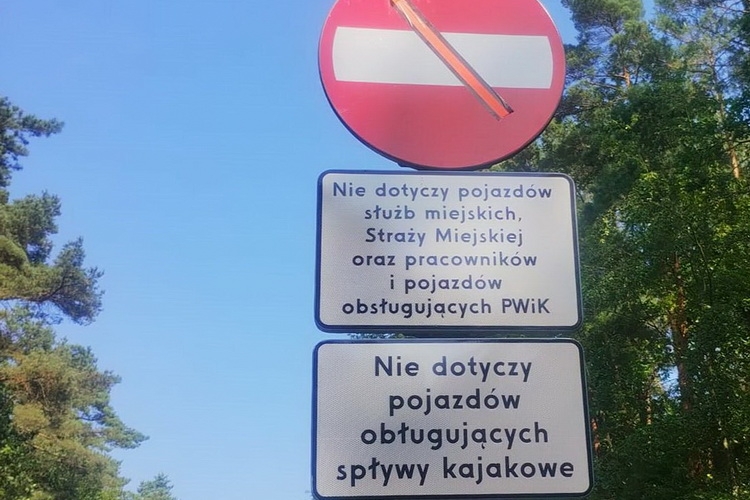 Nie dotyczy pojazdów
służb miejskich,
Straży Miejskiej
oraz pracowników
i pojazdów
obsługujących PWiK
Nie dotyczy
pojazdów
obługujących
spływy kajakowe